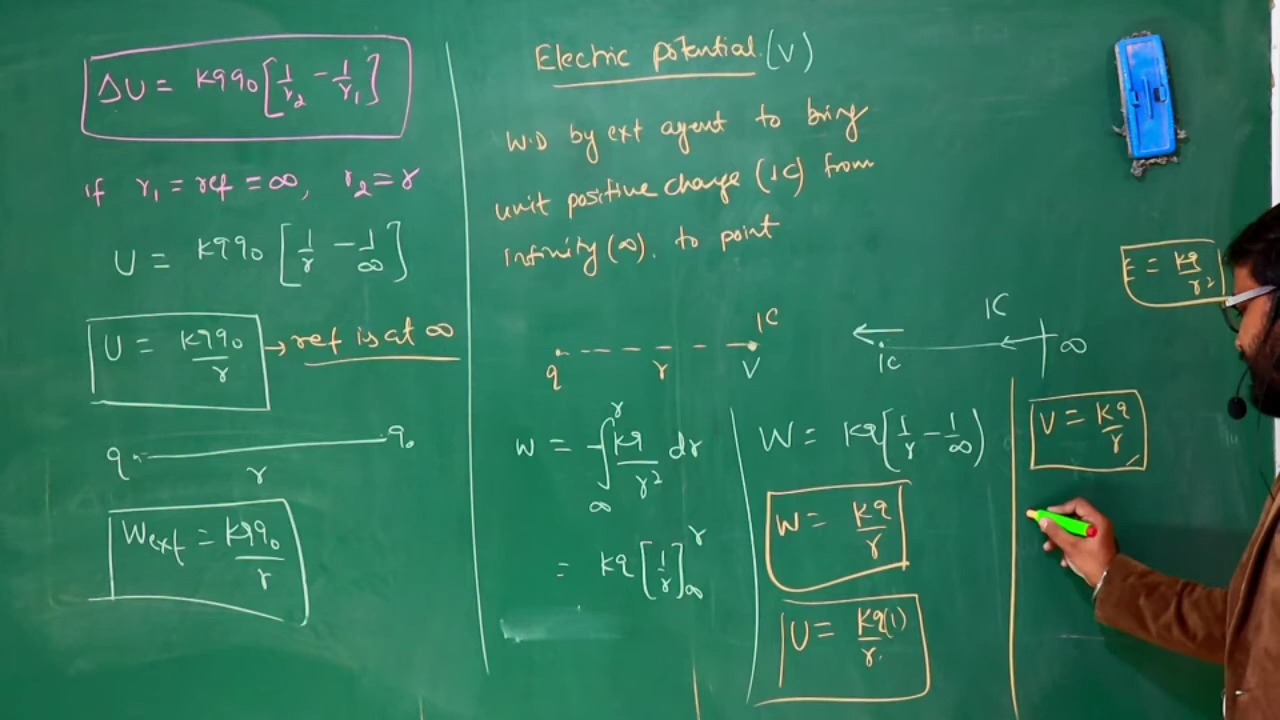 ΔU = Kqq₀[1/r₂ - 1/r₁]
if r₁ = ref = ∞, r₂ = r
U = Kqq₀ [1/r - 1/∞]
U = Kqq₀/r → ref is at ∞
q r q₀
Wext = Kqq₀/r
Electric potential (V)
W.D by ext agent to bring
unit positive charge (1C) from
infinity (∞). to point
1C
q r V
W = ∫∞^r Kq/r² dr
= Kq[1/r]∞^r
1C
1C ∞
W = Kq[1/r - 1/∞)
W = Kq/r
U = Kq(1)/r.
E = Kq/r²
V = Kq/r